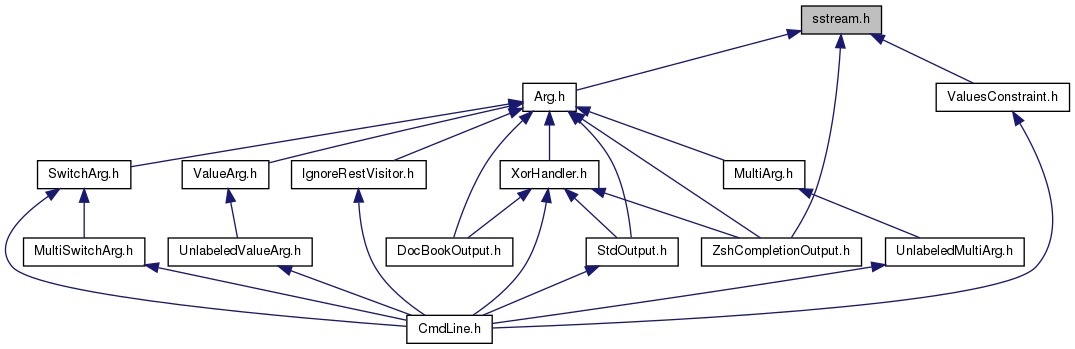 sstream.h
Arg.h
ValuesConstraint.h
SwitchArg.h
ValueArg.h
IgnoreRestVisitor.h
XorHandler.h
MultiArg.h
MultiSwitchArg.h
UnlabeledValueArg.h
DocBookOutput.h
StdOutput.h
ZshCompletionOutput.h
UnlabeledMultiArg.h
CmdLine.h